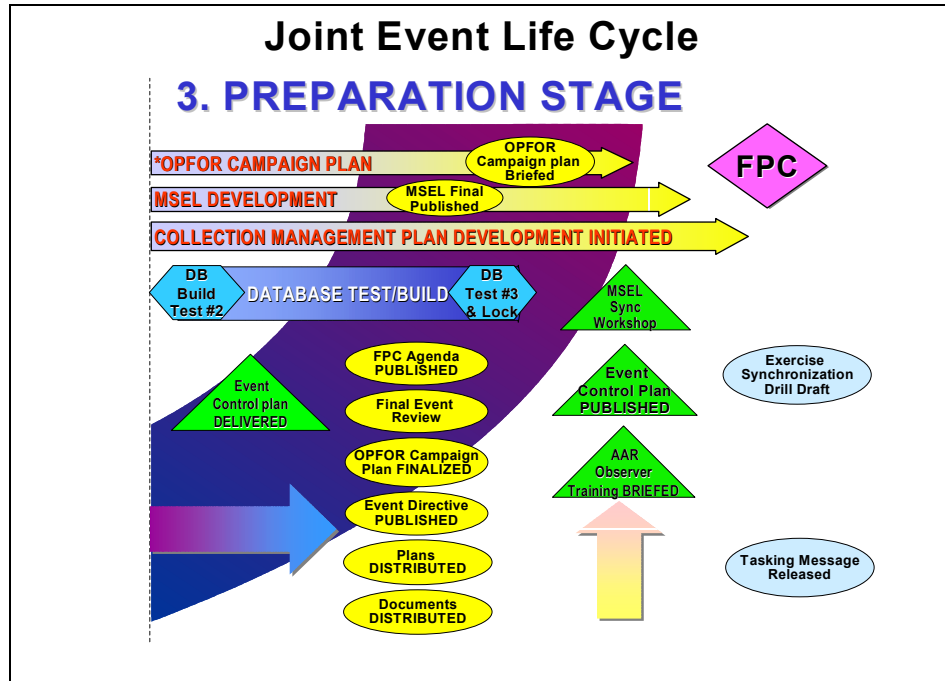 Joint Event Life Cycle
3. PREPARATION STAGE
*OPFOR CAMPAIGN PLAN
OPFOR
Campaign plan
Briefed
FPC
MSEL DEVELOPMENT
MSEL Final
Published
COLLECTION MANAGEMENT PLAN DEVELOPMENT INITIATED
DB
Build
Test #2
DATABASE TEST/BUILD
DB
Test #3
& Lock
MSEL
Sync
Workshop
Event
Control plan
DELIVERED
FPC Agenda
PUBLISHED
Final Event
Review
OPFOR Campaign
Plan FINALIZED
Event Directive
PUBLISHED
Plans
DISTRIBUTED
Documents
DISTRIBUTED
Event
Control Plan
PUBLISHED
AAR
Observer
Training BRIEFED
Exercise
Synchronization
Drill Draft
Tasking Message
Released